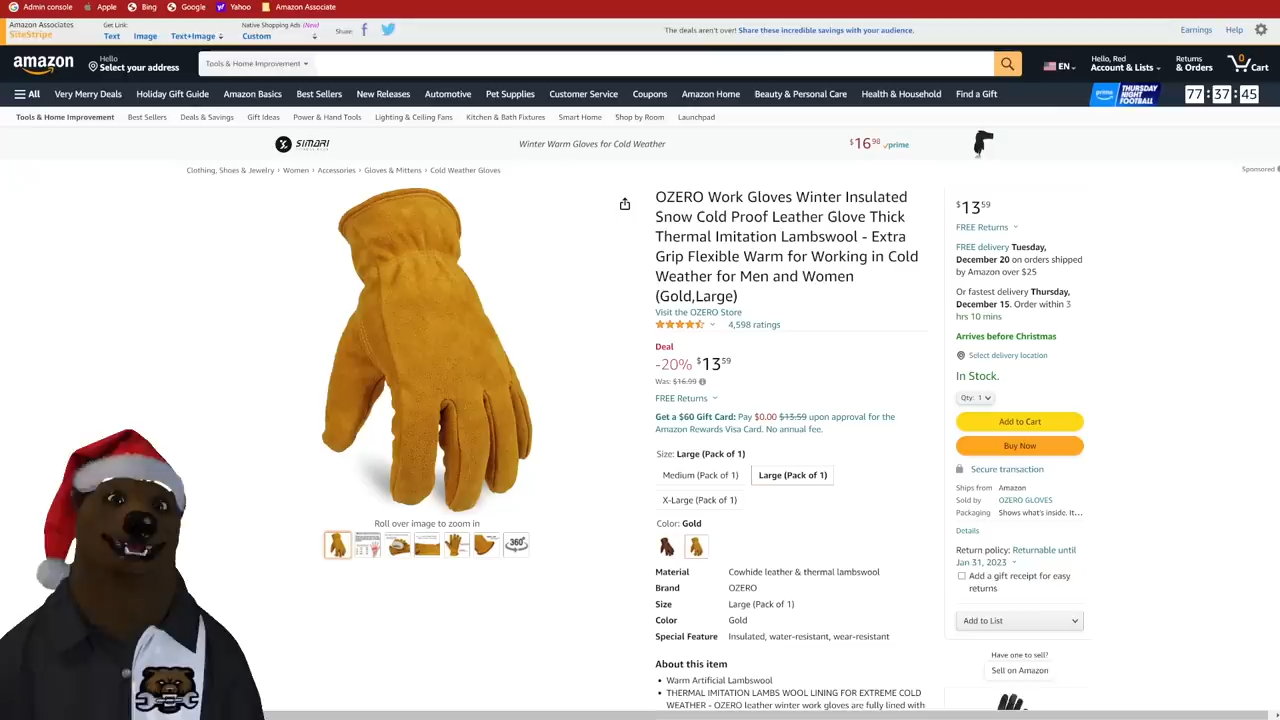 Admin console Apple Bing Google Yahoo Amazon Associate
Amazon Associates
SiteStripe
Get Link:
Text Image Text+Image
Native Shopping Ads (New)
Custom
Share:
The deals aren't over! Share these incredible savings with your audience.
Earnings Help
amazon
Hello
Select your address
Tools & Home Improvement
EN
Hello, Red
Account & Lists
Returns
& Orders
0
Cart
All Very Merry Deals Holiday Gift Guide Amazon Basics Best Sellers New Releases Automotive Pet Supplies Customer Service Coupons Amazon Home Beauty & Personal Care Health & Household Find a Gift
prime THURSDAY NIGHT FOOTBALL
77 : 37 : 45
Tools & Home Improvement Best Sellers Deals & Savings Gift Ideas Power & Hand Tools Lighting & Ceiling Fans Kitchen & Bath Fixtures Smart Home Shop by Room Launchpad
SIMARI
Winter Warm Gloves for Cold Weather
$16 98 prime
Clothing, Shoes & Jewelry › Women › Accessories › Gloves & Mittens › Cold Weather Gloves
Sponsored
Roll over image to zoom in
360°
OZERO Work Gloves Winter Insulated
Snow Cold Proof Leather Glove Thick
Thermal Imitation Lambswool - Extra
Grip Flexible Warm for Working in Cold
Weather for Men and Women
(Gold,Large)
Visit the OZERO Store
4,598 ratings
Deal
-20% $13 59
Was: $16.99
FREE Returns
Get a $60 Gift Card: Pay $0.00 $13.59 upon approval for the
Amazon Rewards Visa Card. No annual fee.
Size: Large (Pack of 1)
Medium (Pack of 1) Large (Pack of 1)
X-Large (Pack of 1)
Color: Gold
Material Cowhide leather & thermal lambswool
Brand OZERO
Size Large (Pack of 1)
Color Gold
Special Feature Insulated, water-resistant, wear-resistant
About this item
• Warm Artificial Lambswool
• THERMAL IMITATION LAMBS WOOL LINING FOR EXTREME COLD
WEATHER - OZERO leather winter work gloves are fully lined with
$13 59
FREE Returns
FREE delivery Tuesday,
December 20 on orders shipped
by Amazon over $25
Or fastest delivery Thursday,
December 15. Order within 3
hrs 10 mins
Arrives before Christmas
Select delivery location
In Stock.
Qty: 1
Add to Cart
Buy Now
Secure transaction
Ships from Amazon
Sold by OZERO GLOVES
Packaging Shows what's inside. It...
Details
Return policy: Returnable until
Jan 31, 2023
Add a gift receipt for easy
returns
Add to List
Have one to sell?
Sell on Amazon